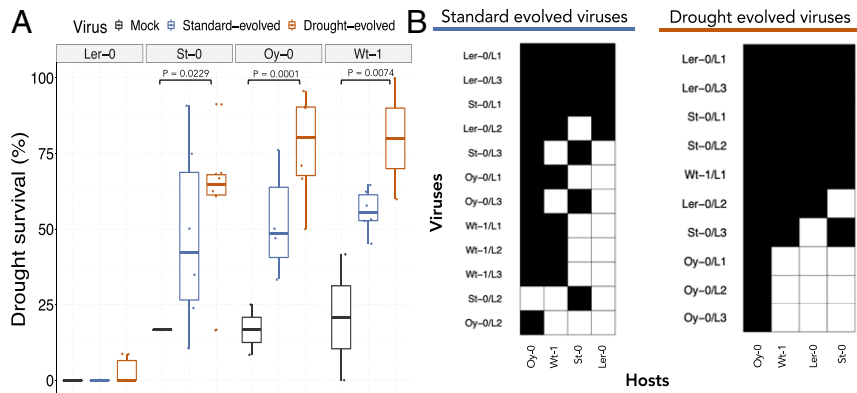 A
Virus Mock Standard−evolved Drought−evolved
Ler−0 St−0 Oy−0 Wt−1
P = 0.0229 P = 0.0001 P = 0.0074
Drought survival (%)
100
75
50
25
0
B
Standard evolved viruses
Viruses
Ler−0/L1
Ler−0/L3
St−0/L1
Ler−0/L2
St−0/L3
Oy−0/L1
Oy−0/L3
Wt−1/L1
Wt−1/L2
Wt−1/L3
St−0/L2
Oy−0/L2
Oy−0 Wt−1 St−0 Ler−0
Drought evolved viruses
Ler−0/L1
Ler−0/L3
St−0/L1
St−0/L2
Wt−1/L1
Ler−0/L2
St−0/L3
Oy−0/L1
Oy−0/L2
Oy−0/L3
Oy−0 Wt−1 Ler−0 St−0
Hosts